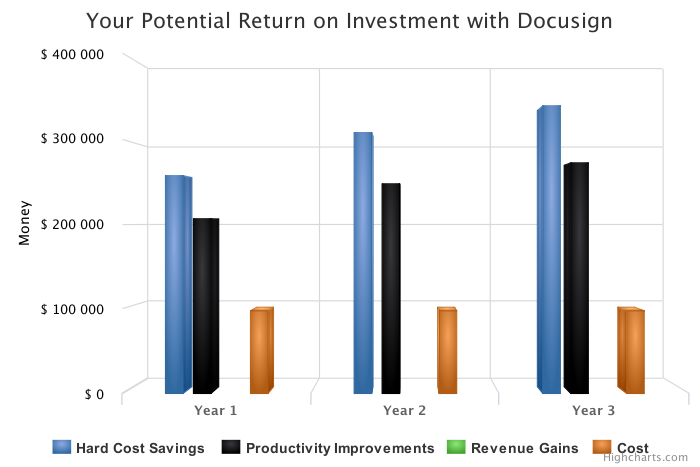 Your Potential Return on Investment with Docusign
$ 400 000
$ 300 000
$ 200 000
$ 100 000
$ 0
Money
Year 1
Year 2
Year 3
Hard Cost Savings
Productivity Improvements
Revenue Gains
Cost
Highcharts.com